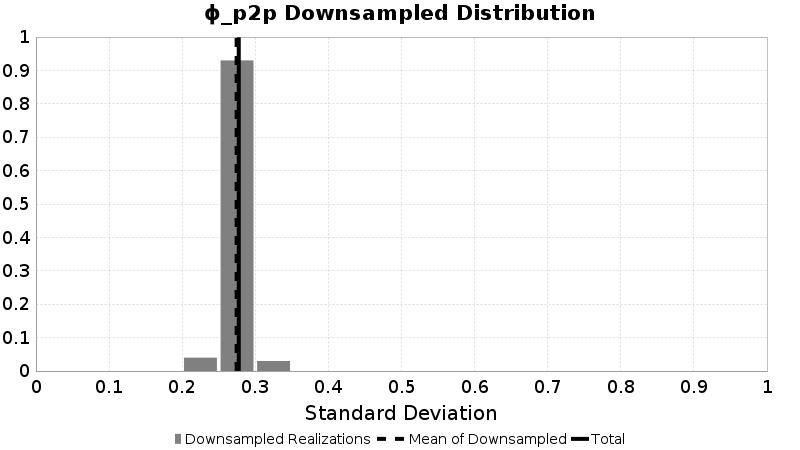 ϕ_p2p Downsampled Distribution
1
0.9
0.8
0.7
0.6
0.5
0.4
0.3
0.2
0.1
0
0 0.1 0.2 0.3 0.4 0.5 0.6 0.7 0.8 0.9 1
Standard Deviation
Downsampled Realizations Mean of Downsampled Total